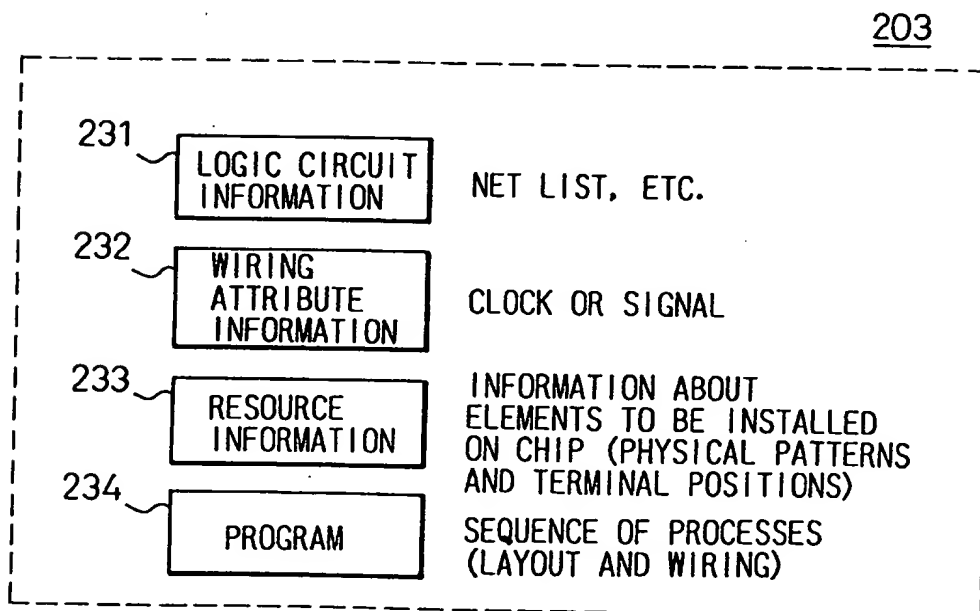 203
231
LOGIC CIRCUIT
INFORMATION
NET LIST, ETC.
232
WIRING
ATTRIBUTE
INFORMATION
CLOCK OR SIGNAL
233
RESOURCE
INFORMATION
INFORMATION ABOUT
ELEMENTS TO BE INSTALLED
ON CHIP (PHYSICAL PATTERNS
AND TERMINAL POSITIONS)
234
PROGRAM
SEQUENCE OF PROCESSES
(LAYOUT AND WIRING)